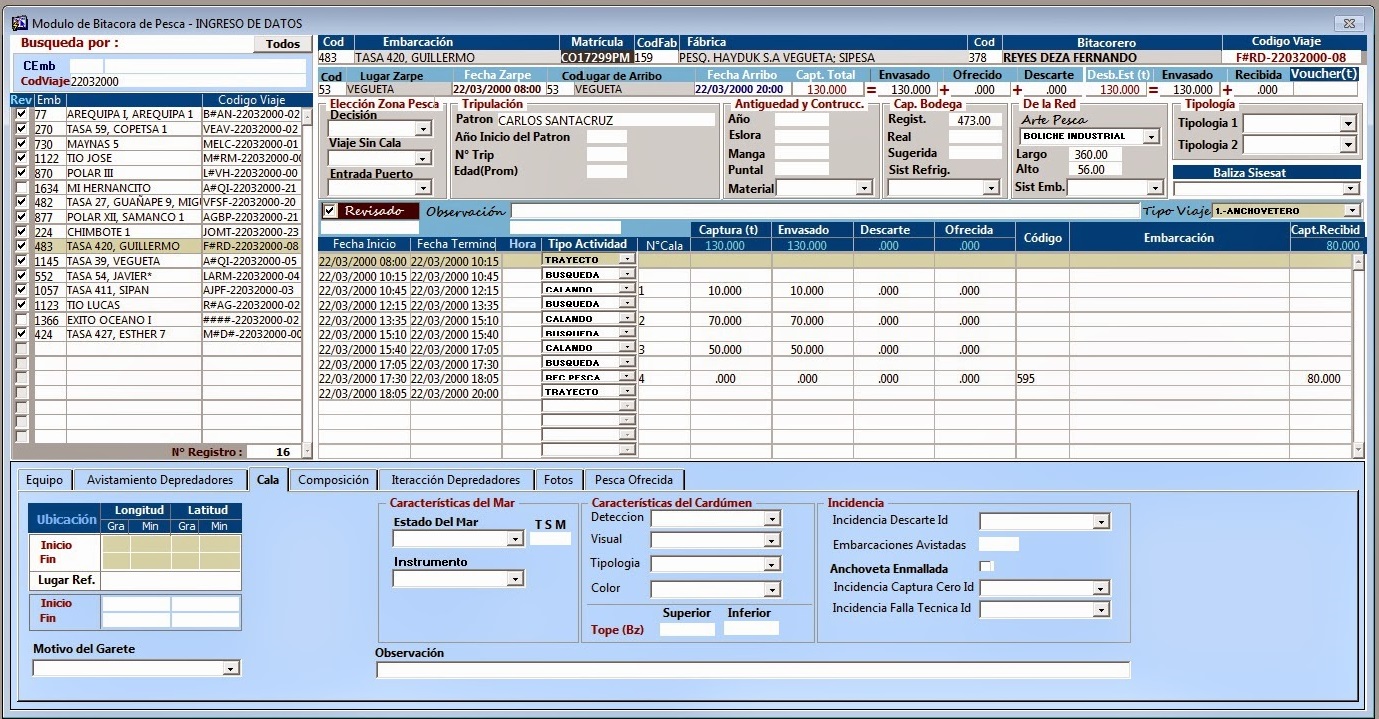 Modulo de Bitacora de Pesca - INGRESO DE DATOS
Busqueda por : Todos
CEmb
CodViaje 22032000
Rev Emb Codigo Viaje
77 AREQUIPA I, AREQUIPA 1 B#AN-22032000-02
270 TASA 59, COPETSA 1 VEAV-22032000-02
730 MAYNAS 5 MELC-22032000-01
1122 TIO JOSE M#RM-22032000-00
870 POLAR III L#VH-22032000-00
1634 MI HERNANCITO A#QI-22032000-21
482 TASA 27, GUAÑAPE 9, MIGU VFSF-22032000-20
877 POLAR XII, SAMANCO 1 AGBP-22032000-21
224 CHIMBOTE 1 JOMT-22032000-23
483 TASA 420, GUILLERMO F#RD-22032000-08
1145 TASA 39, VEGUETA A#QI-22032000-05
552 TASA 54, JAVIER* LARM-22032000-04
1057 TASA 411, SIPAN AJPF-22032000-03
1123 TIO LUCAS R#AG-22032000-02
1366 EXITO OCEANO I ####-22032000-02
424 TASA 427, ESTHER 7 M#D#-22032000-00
N° Registro : 16
Cod Embarcación Matrícula CodFab Fábrica Cod Bitacorero Codigo Viaje
483 TASA 420, GUILLERMO CO17299PM 159 PESQ. HAYDUK S.A VEGUETA; SIPESA 378 REYES DEZA FERNANDO F#RD-22032000-08
Cod Lugar Zarpe Fecha Zarpe Cod Lugar de Arribo Fecha Arribo Capt. Total Envasado Ofrecido Descarte Desb.Est (t) Envasado Recibida Voucher(t)
53 VEGUETA 22/03/2000 08:00 53 VEGUETA 22/03/2000 20:00 130.000 = 130.000 + .000 + .000 130.000 = 130.000 + .000
Elección Zona Pesca
Decisión
Viaje Sin Cala
Entrada Puerto
Tripulación
Patron CARLOS SANTACRUZ
Año Inicio del Patron
N° Trip
Edad(Prom)
Antiguedad y Contrucc.
Año
Eslora
Manga
Puntal
Material
Cap. Bodega
Regist. 473.00
Real
Sugerida
Sist Refrig.
De la Red
Arte Pesca
BOLICHE INDUSTRIAL
Largo 360.00
Alto 56.00
Sist Emb.
Tipología
Tipologia 1
Tipologia 2
Baliza Sisesat
Revisado Observación Tipo Viaje 1.-ANCHOVETERO
Captura (t) Envasado Descarte Ofrecida Código Embarcación Capt.Recibid
Fecha Inicio Fecha Termino Hora Tipo Actividad N°Cala 130.000 130.000 .000 .000 80.000
22/03/2000 08:00 22/03/2000 10:15 TRAYECTO
22/03/2000 10:15 22/03/2000 10:45 BUSQUEDA
22/03/2000 10:45 22/03/2000 12:15 CALANDO 1 10.000 10.000 .000 .000
22/03/2000 12:15 22/03/2000 13:35 BUSQUEDA
22/03/2000 13:35 22/03/2000 15:10 CALANDO 2 70.000 70.000 .000 .000
22/03/2000 15:10 22/03/2000 15:40 BUSQUEDA
22/03/2000 15:40 22/03/2000 17:05 CALANDO 3 50.000 50.000 .000 .000
22/03/2000 17:05 22/03/2000 17:30 BUSQUEDA
22/03/2000 17:30 22/03/2000 18:05 REC PESCA 4 .000 .000 .000 .000 595 80.000
22/03/2000 18:05 22/03/2000 20:00 TRAYECTO
Equipo Avistamiento Depredadores Cala Composición Iteracción Depredadores Fotos Pesca Ofrecida
Ubicación Longitud Latitud
Gra Min Gra Min
Inicio
Fin
Lugar Ref.
Inicio
Fin
Motivo del Garete
Características del Mar
Estado Del Mar T S M
Instrumento
Características del Cardúmen
Deteccion
Visual
Tipologia
Color
Superior Inferior
Tope (Bz)
Incidencia
Incidencia Descarte Id
Embarcaciones Avistadas
Anchoveta Enmallada
Incidencia Captura Cero Id
Incidencia Falla Tecnica Id
Observación